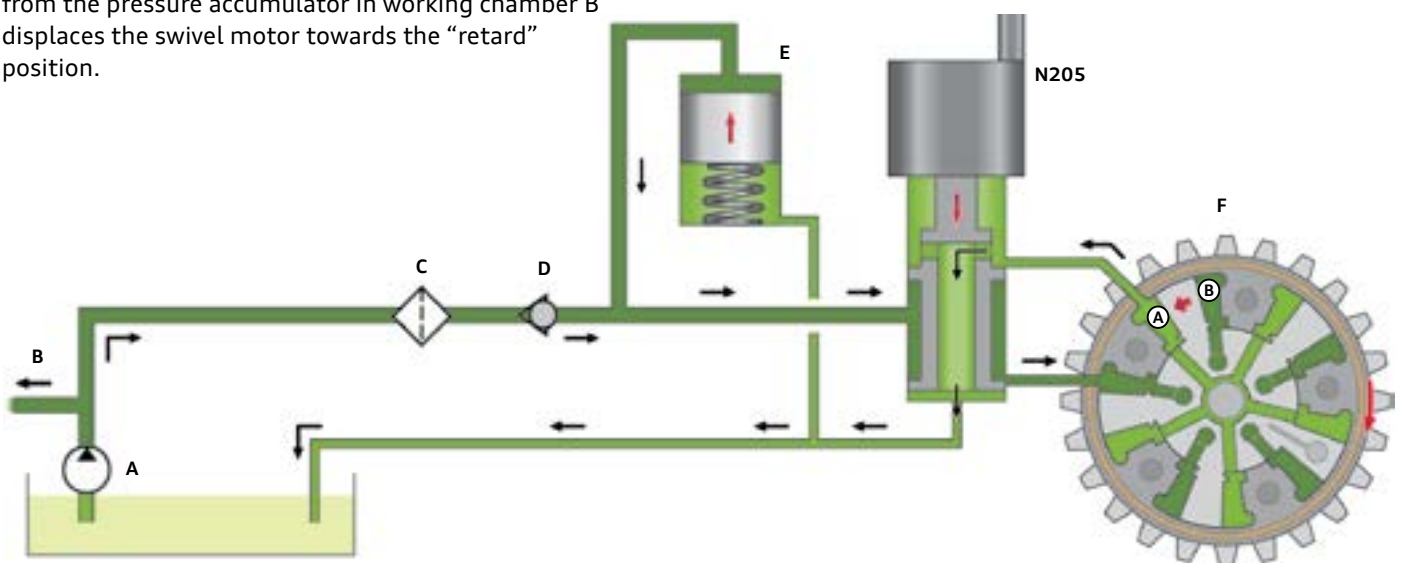 from the pressure accumulator in working chamber B
displaces the swivel motor towards the “retard”
position.
E
N205
F
C
D
B
A
B
A